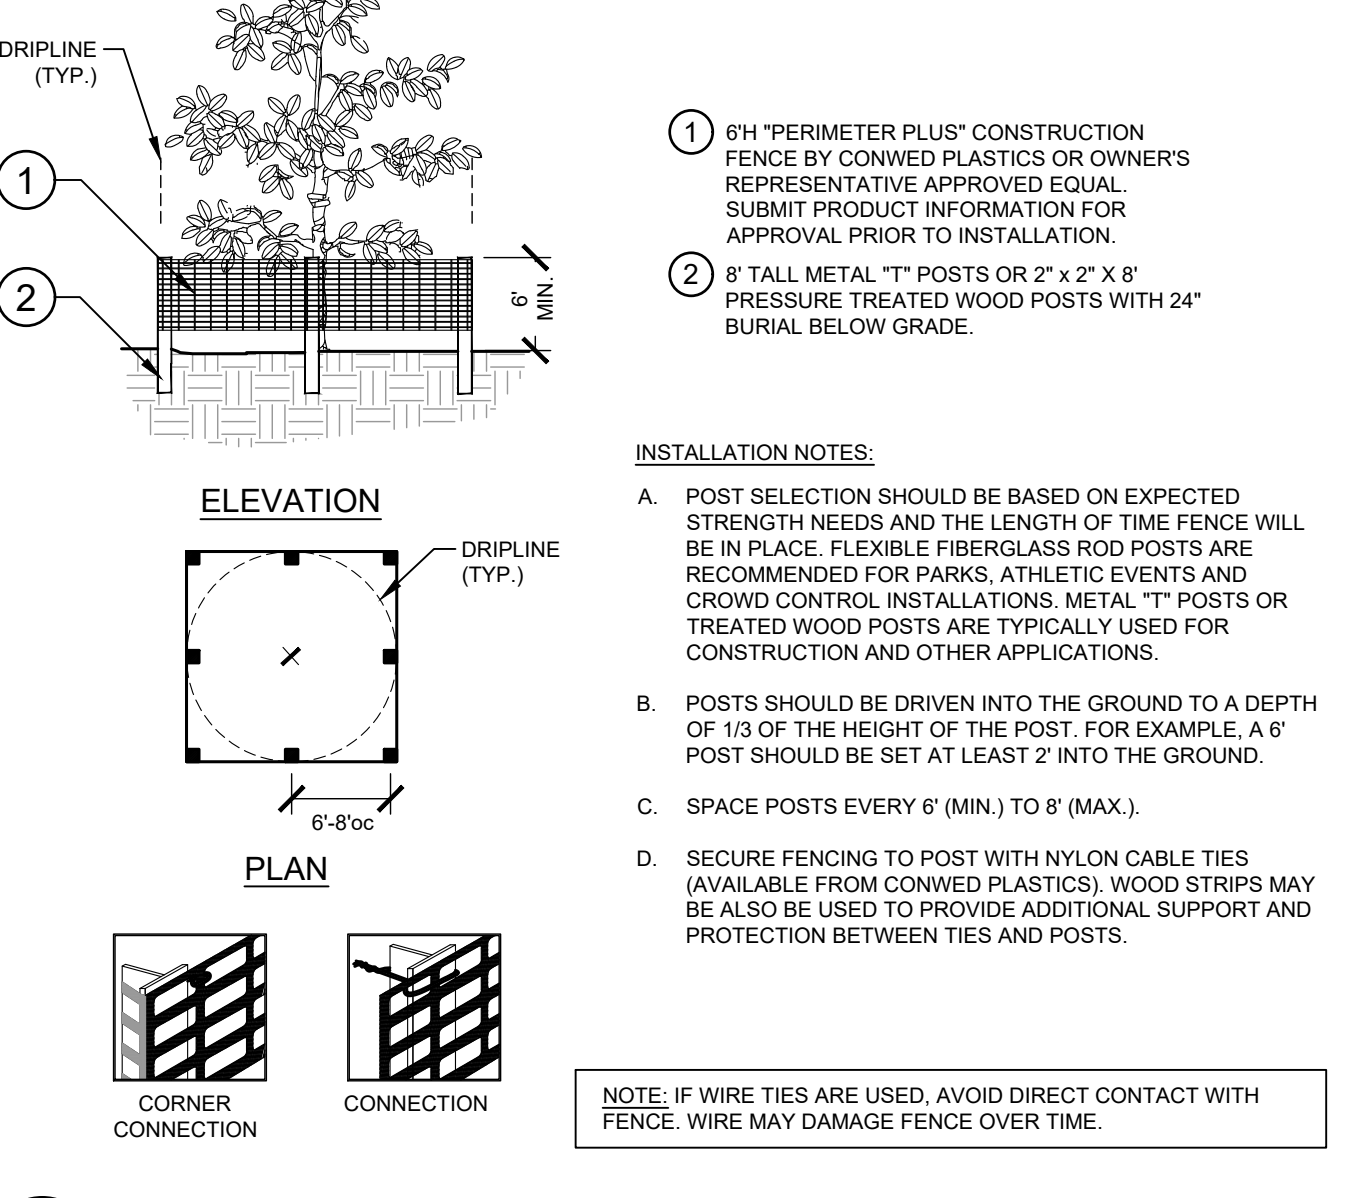 DRIPLINE
(TYP.)
1
2
6'
MIN.
ELEVATION
DRIPLINE
(TYP.)
6'-8'oc
PLAN
CORNER
CONNECTION
CONNECTION
1 6'H "PERIMETER PLUS" CONSTRUCTION
FENCE BY CONWED PLASTICS OR OWNER'S
REPRESENTATIVE APPROVED EQUAL.
SUBMIT PRODUCT INFORMATION FOR
APPROVAL PRIOR TO INSTALLATION.
2 8' TALL METAL "T" POSTS OR 2" x 2" X 8'
PRESSURE TREATED WOOD POSTS WITH 24"
BURIAL BELOW GRADE.
INSTALLATION NOTES:
A. POST SELECTION SHOULD BE BASED ON EXPECTED
STRENGTH NEEDS AND THE LENGTH OF TIME FENCE WILL
BE IN PLACE. FLEXIBLE FIBERGLASS ROD POSTS ARE
RECOMMENDED FOR PARKS, ATHLETIC EVENTS AND
CROWD CONTROL INSTALLATIONS. METAL "T" POSTS OR
TREATED WOOD POSTS ARE TYPICALLY USED FOR
CONSTRUCTION AND OTHER APPLICATIONS.
B. POSTS SHOULD BE DRIVEN INTO THE GROUND TO A DEPTH
OF 1/3 OF THE HEIGHT OF THE POST. FOR EXAMPLE, A 6'
POST SHOULD BE SET AT LEAST 2' INTO THE GROUND.
C. SPACE POSTS EVERY 6' (MIN.) TO 8' (MAX.).
D. SECURE FENCING TO POST WITH NYLON CABLE TIES
(AVAILABLE FROM CONWED PLASTICS). WOOD STRIPS MAY
BE ALSO BE USED TO PROVIDE ADDITIONAL SUPPORT AND
PROTECTION BETWEEN TIES AND POSTS.
NOTE: IF WIRE TIES ARE USED, AVOID DIRECT CONTACT WITH
FENCE. WIRE MAY DAMAGE FENCE OVER TIME.